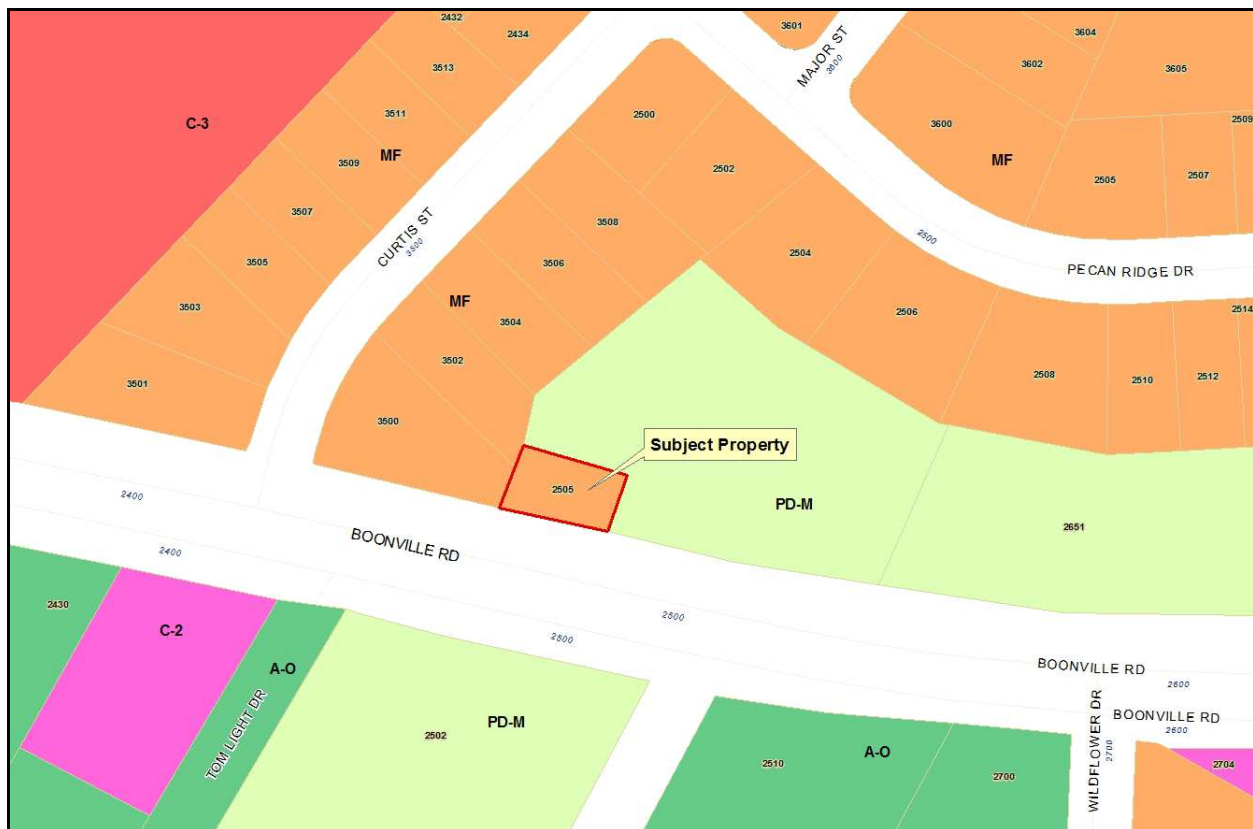 2432
2434
3601
3604
3602
3605
3513
MAJOR ST
3600
3511
2500
C-3
3600
2509
3509
MF
MF
2502
2505
2507
3507
3508
CURTIS ST
3500
2500
3505
3506
2504
PECAN RIDGE DR
3503
MF
3504
2506
2514
3502
2508
2510
2512
3501
3500
Subject Property
2505
2400
PD-M
2651
BOONVILLE RD
2400
2430
C-2
2500
2500
A-O
BOONVILLE RD
2600
TOM LIGHT DR
2502
PD-M
BOONVILLE RD
2600
2510
A-O
2700
WILDFLOWER DR
2700
2704